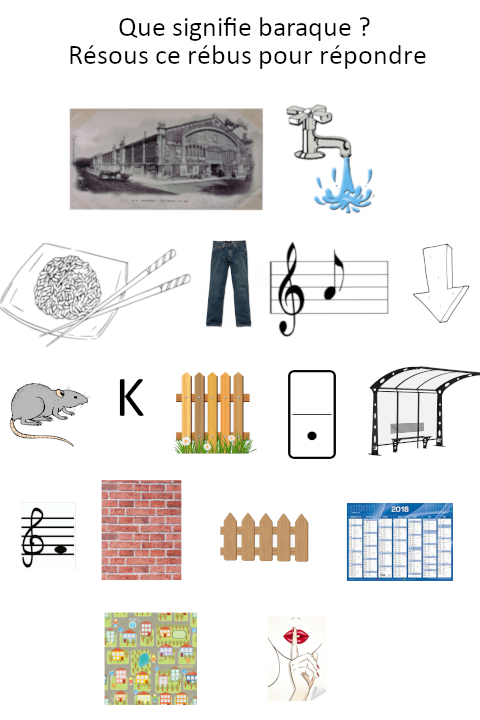 Que signifie baraque ?
Résous ce rébus pour répondre
K
2018